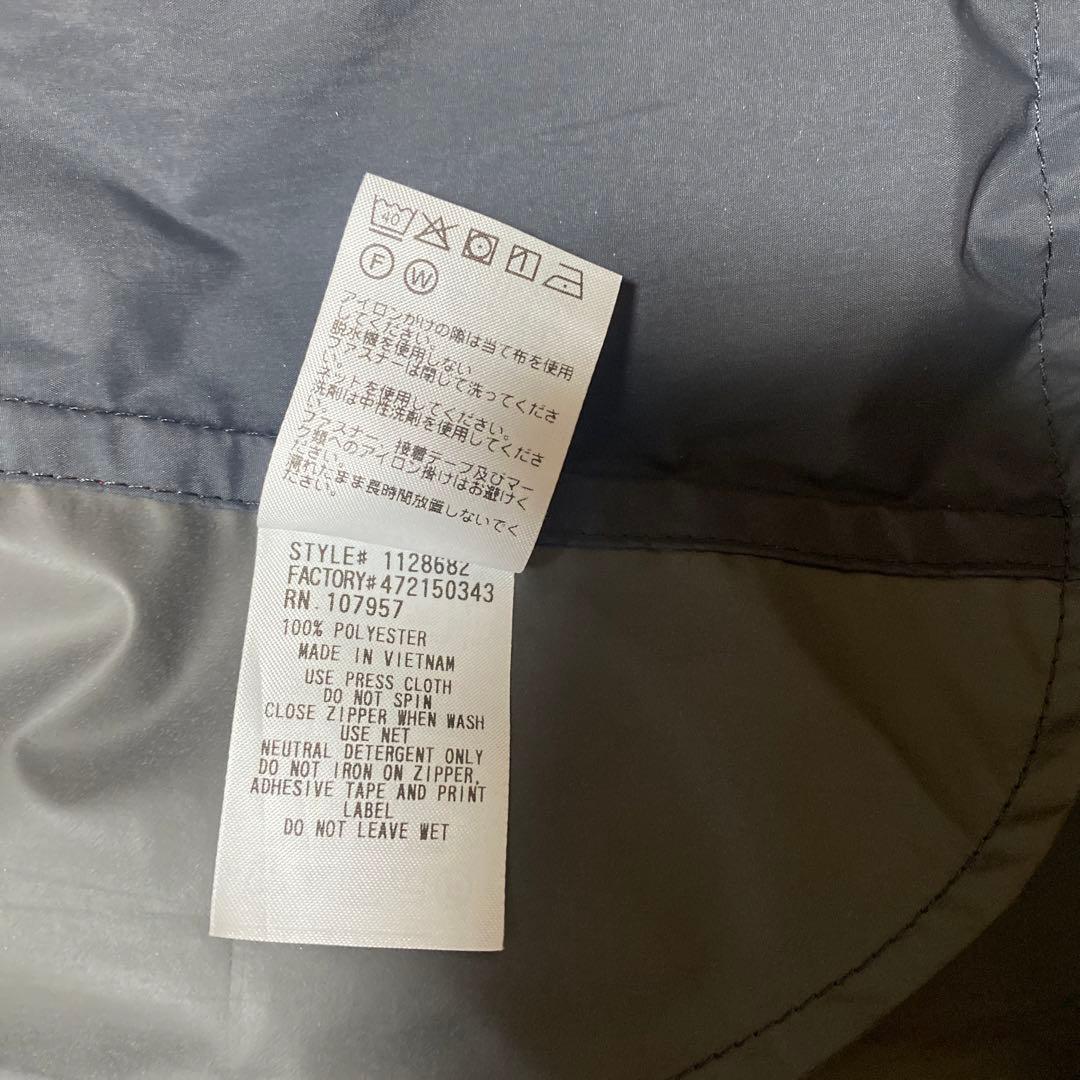 40
F W
アイロンがけの際は当て布を使用
してください。
脱水機を使用しない
ファスナーは閉じて洗ってくださ
い。
ネットを使用してください。
洗剤は中性洗剤を使用してくださ
い。
ファスナー、接着テープ及びマー
ク類へのアイロン掛けはお避けく
ださい。
濡れたまま長時間放置しないでく
ださい。
STYLE# 1128682
FACTORY#472150343
RN. 107957
100% POLYESTER
MADE IN VIETNAM
USE PRESS CLOTH
DO NOT SPIN
CLOSE ZIPPER WHEN WASH
USE NET
NEUTRAL DETERGENT ONLY
DO NOT IRON ON ZIPPER,
ADHESIVE TAPE AND PRINT
LABEL
DO NOT LEAVE WET